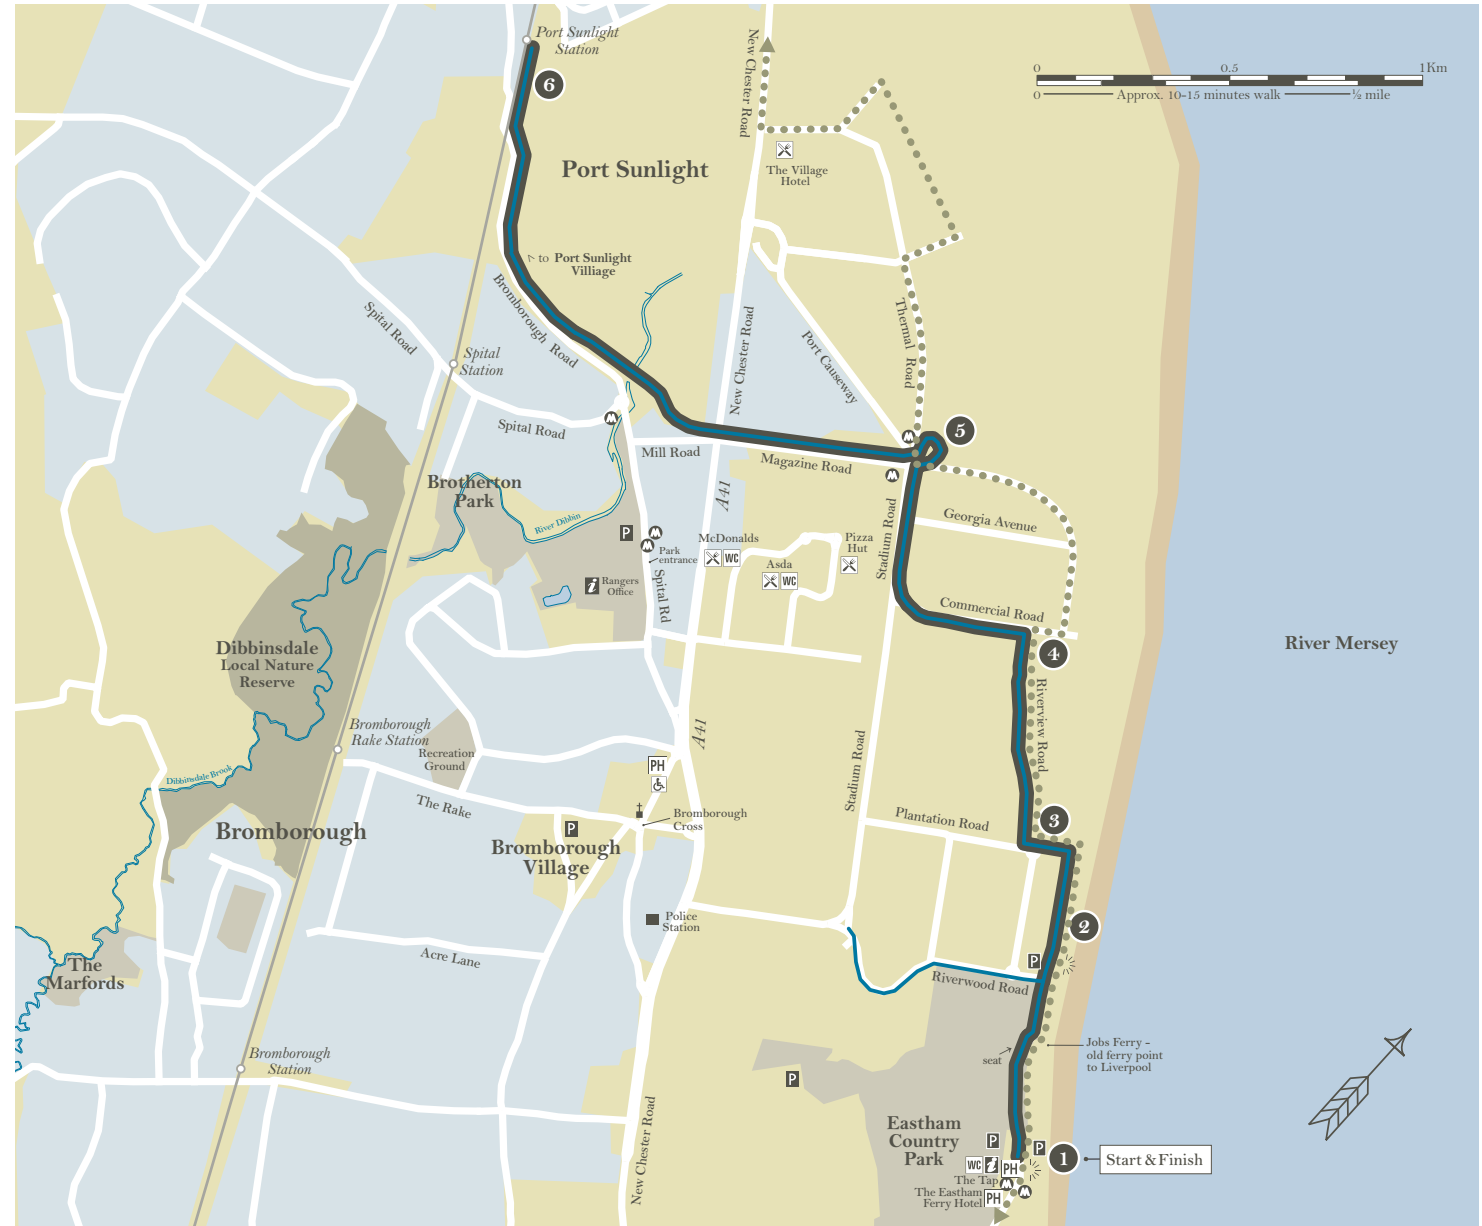 Port Sunlight
Station
6
New Chester Road
0
0.5
1Km
0
Approx. 10-15 minutes walk
½ mile
Port Sunlight
The Village
Hotel
to Port Sunlight
Villiage
Bromborough Road
Spital Road
Spital
Station
New Chester Road
Port Causeway
Thermal Road
M
Spital Road
Mill Road
Magazine Road
M
5
M
A41
Brotherton
Park
River Dibbin
P
M
M
Park
entrance
McDonalds
WC
Asda
WC
Pizza
Hut
Stadium Road
Georgia Avenue
i
Rangers
Office
Spital Rd
Commercial Road
4
River Mersey
Dibbinsdale
Local Nature
Reserve
Riverview Road
Bromborough
Rake Station
Recreation
Ground
A41
Stadium Road
Dibbinsdale Brook
PH
The Rake
Bromborough
Cross
Plantation Road
3
Bromborough
P
Bromborough
Village
Police
Station
2
Acre Lane
P
Riverwood Road
The
Marfords
seat
Jobs Ferry -
old ferry point
to Liverpool
Bromborough
Station
P
New Chester Road
Eastham
Country
Park
P
P
1
Start & Finish
WC
i
PH
The Tap
M
M
The Eastham
Ferry Hotel
PH